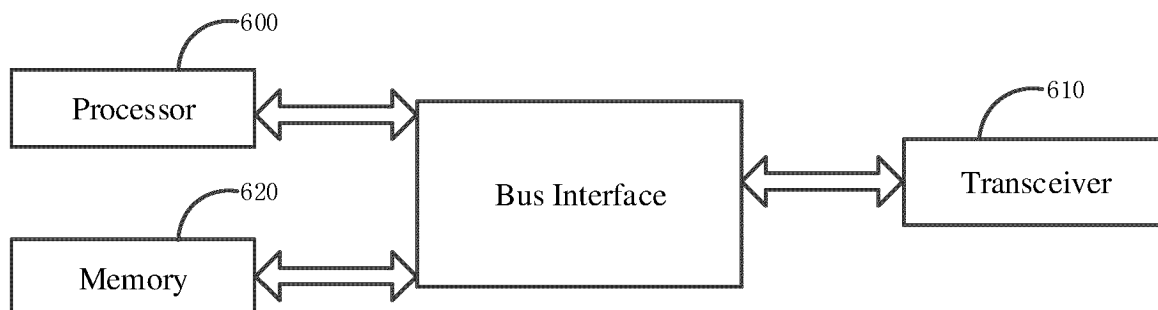 600
Processor
610
Bus Interface
Transceiver
620
Memory